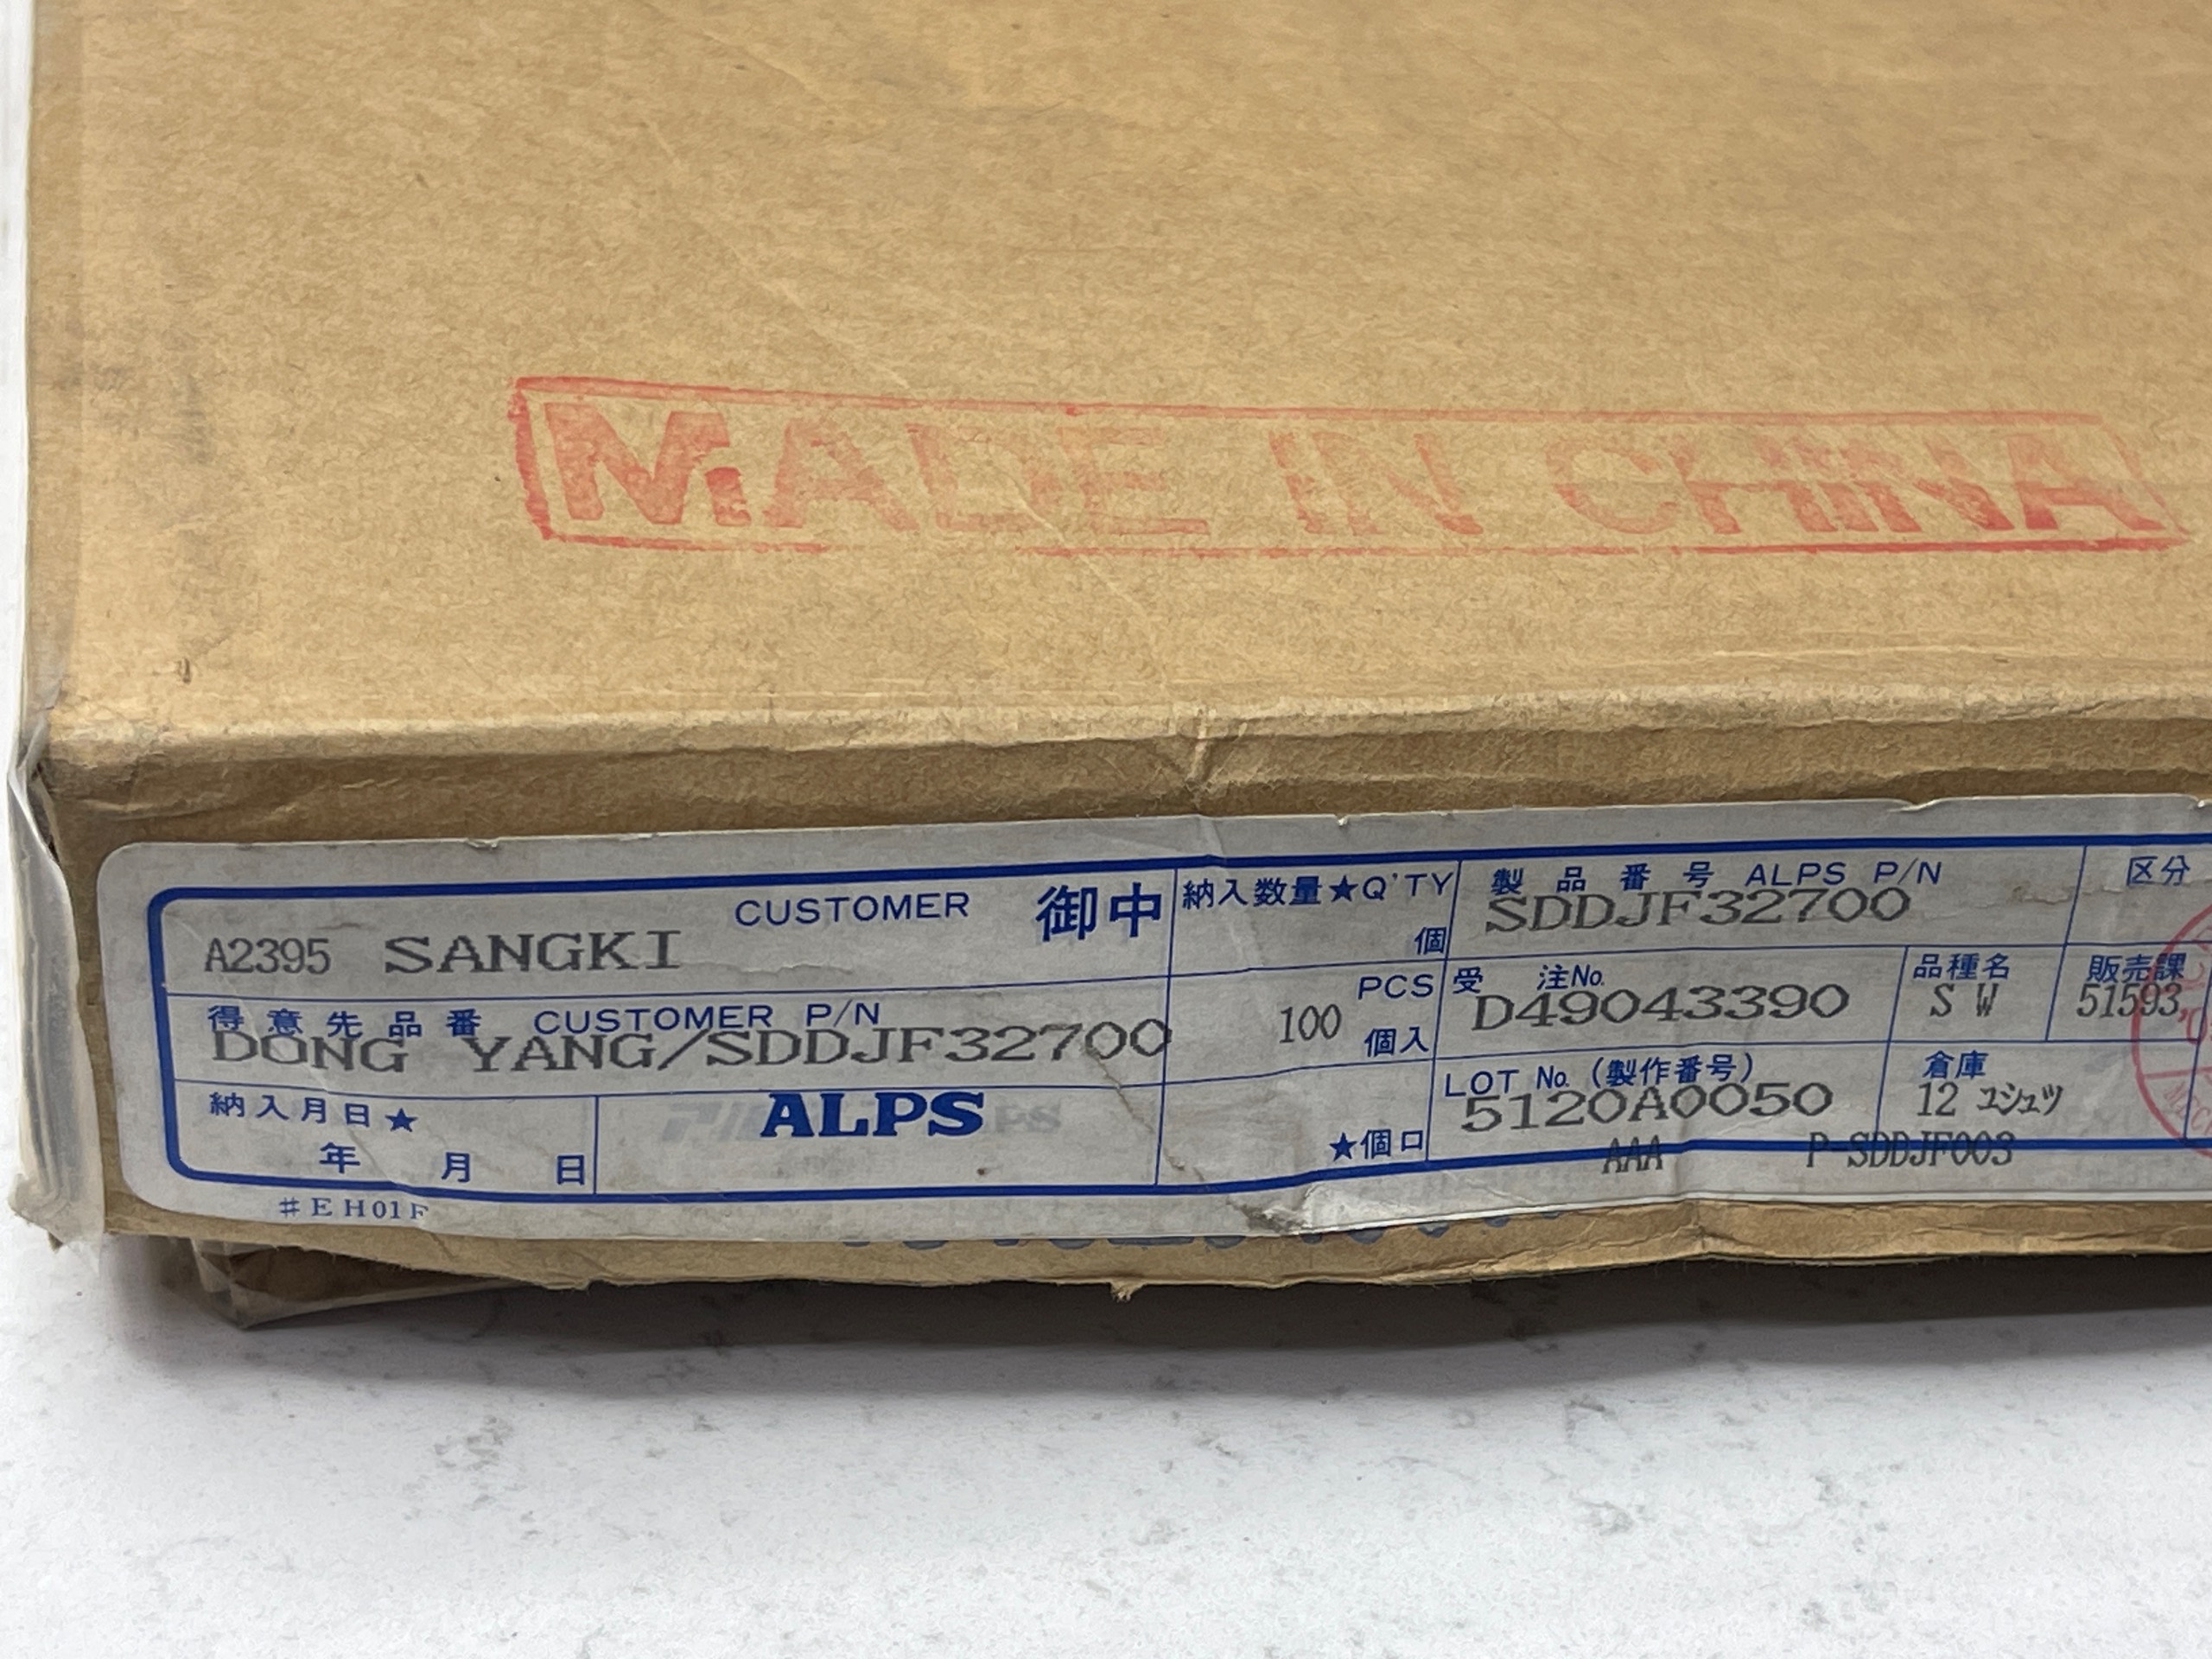 MADE IN CHINA
CUSTOMER 御中
A2395 SANGKI
納入数量★Q'TY
個
製品番号 ALPS P/N
SDDJF32700
区分
得意先品番 CUSTOMER P/N
DONG YANG/SDDJF32700
PCS
100
個入
受 注No.
D49043390
品種名
S W
販売課
51593
納入月日★
年 月 日
ALPS
★個口
LOT No.(製作番号)
5120A0050
倉庫
12 ユシュツ
AAA P-SDDJF003
#EH01F